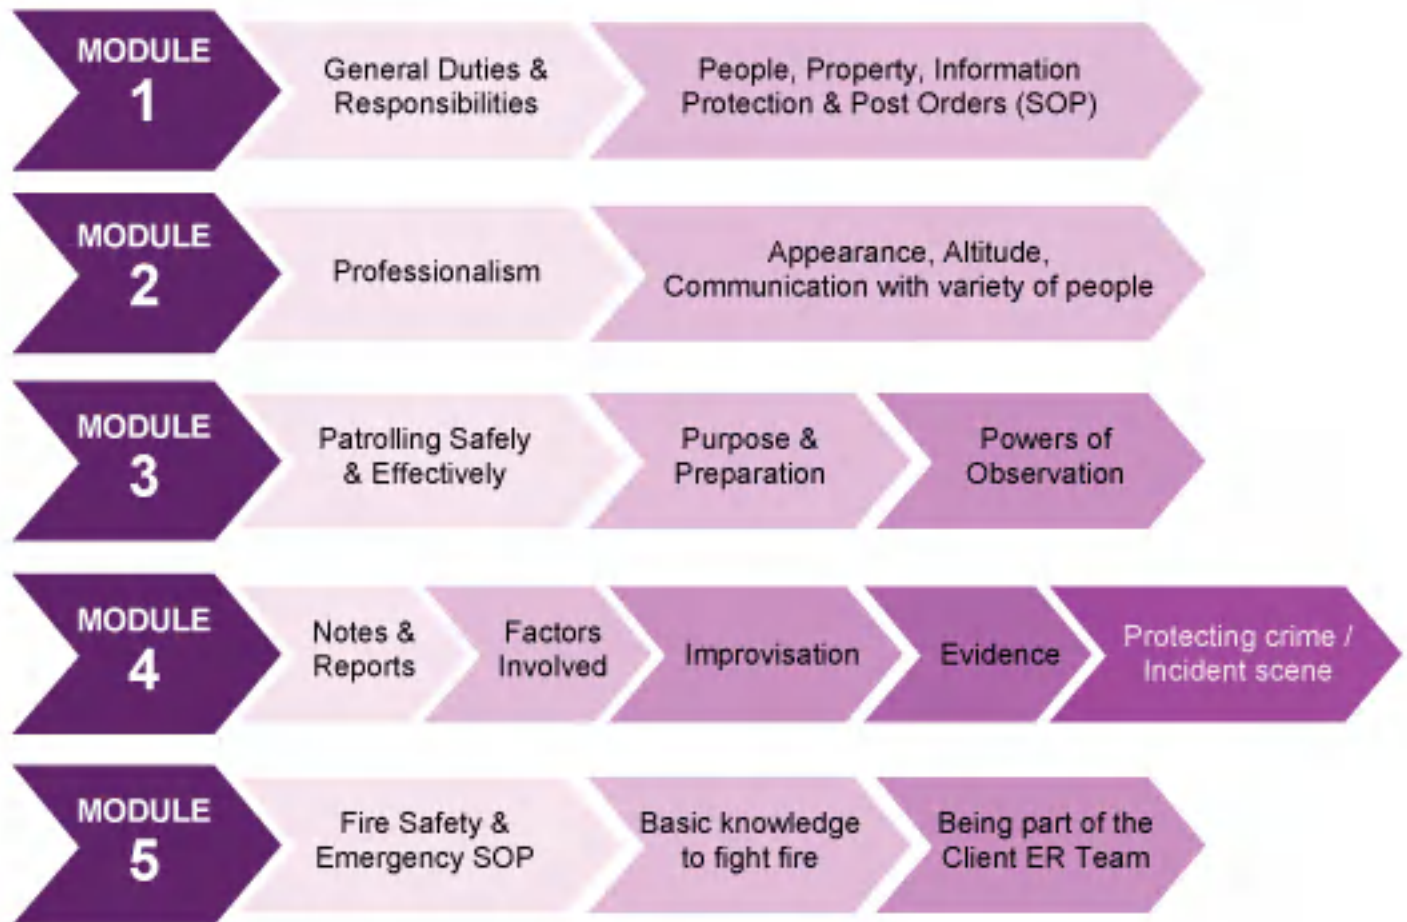 MODULE
1
General Duties &
Responsibilities
People, Property, Information
Protection & Post Orders (SOP)
MODULE
2
Professionalism
Appearance, Altitude,
Communication with variety of people
MODULE
3
Patrolling Safely
& Effectively
Purpose &
Preparation
Powers of
Observation
MODULE
4
Notes &
Reports
Factors
Involved
Improvisation
Evidence
Protecting crime /
Incident scene
MODULE
5
Fire Safety &
Emergency SOP
Basic knowledge
to fight fire
Being part of the
Client ER Team